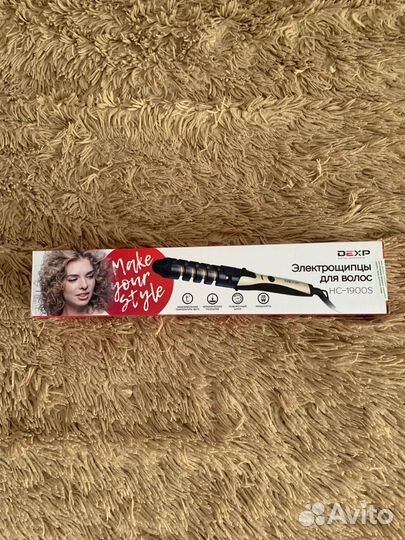 Make
your
style
DEXP
Электрощипцы
для волос
HC-1900S
Avito